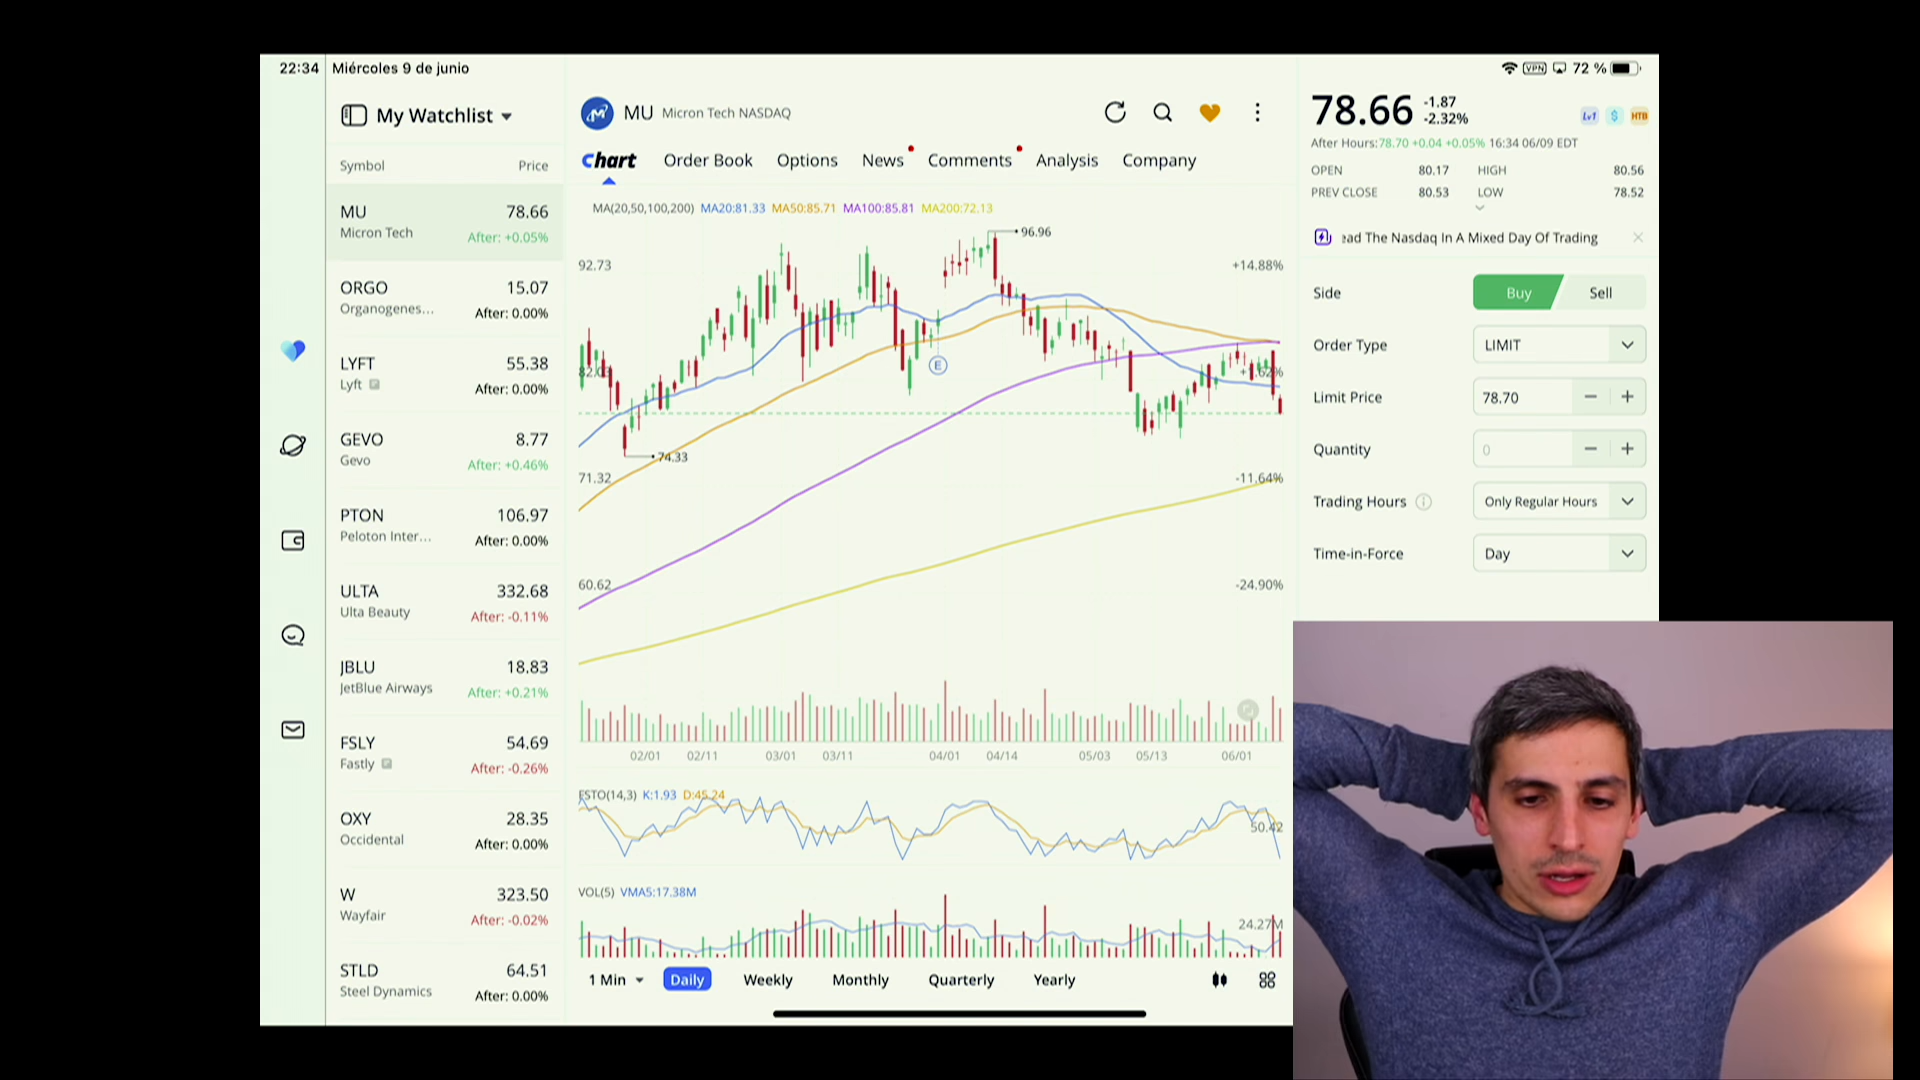 22:34 Miércoles 9 de junio
VPN 72 %
My Watchlist
Symbol Price
MU 78.66
Micron Tech After: +0.05%
ORGO 15.07
Organogenes... After: 0.00%
LYFT 55.38
Lyft After: 0.00%
GEVO 8.77
Gevo After: +0.46%
PTON 106.97
Peloton Inter... After: 0.00%
ULTA 332.68
Ulta Beauty After: -0.11%
JBLU 18.83
JetBlue Airways After: +0.21%
FSLY 54.69
Fastly After: -0.26%
OXY 28.35
Occidental After: 0.00%
W 323.50
Wayfair After: -0.02%
STLD 64.51
Steel Dynamics After: 0.00%
MU Micron Tech NASDAQ
Chart Order Book Options News Comments Analysis Company
MA(20,50,100,200) MA20:81.33 MA50:85.71 MA100:85.81 MA200:72.13
96.96
92.73 +14.88%
E
74.33
71.32 -11.64%
60.62 -24.90%
02/01 02/11 03/01 03/11 04/01 04/14 05/03 05/13 06/01
FSTO(14,3) K:1.93 D:45.24
50.42
VOL(5) VMA5:17.38M
24.27M
1 Min Daily Weekly Monthly Quarterly Yearly
78.66 -1.87
-2.32%
Lv1 $ HTB
After Hours:78.70 +0.04 +0.05% 16:34 06/09 EDT
OPEN 80.17 HIGH 80.56
PREV CLOSE 80.53 LOW 78.52
ead The Nasdaq In A Mixed Day Of Trading
Side Buy Sell
Order Type LIMIT
Limit Price 78.70
Quantity 0
Trading Hours Only Regular Hours
Time-in-Force Day